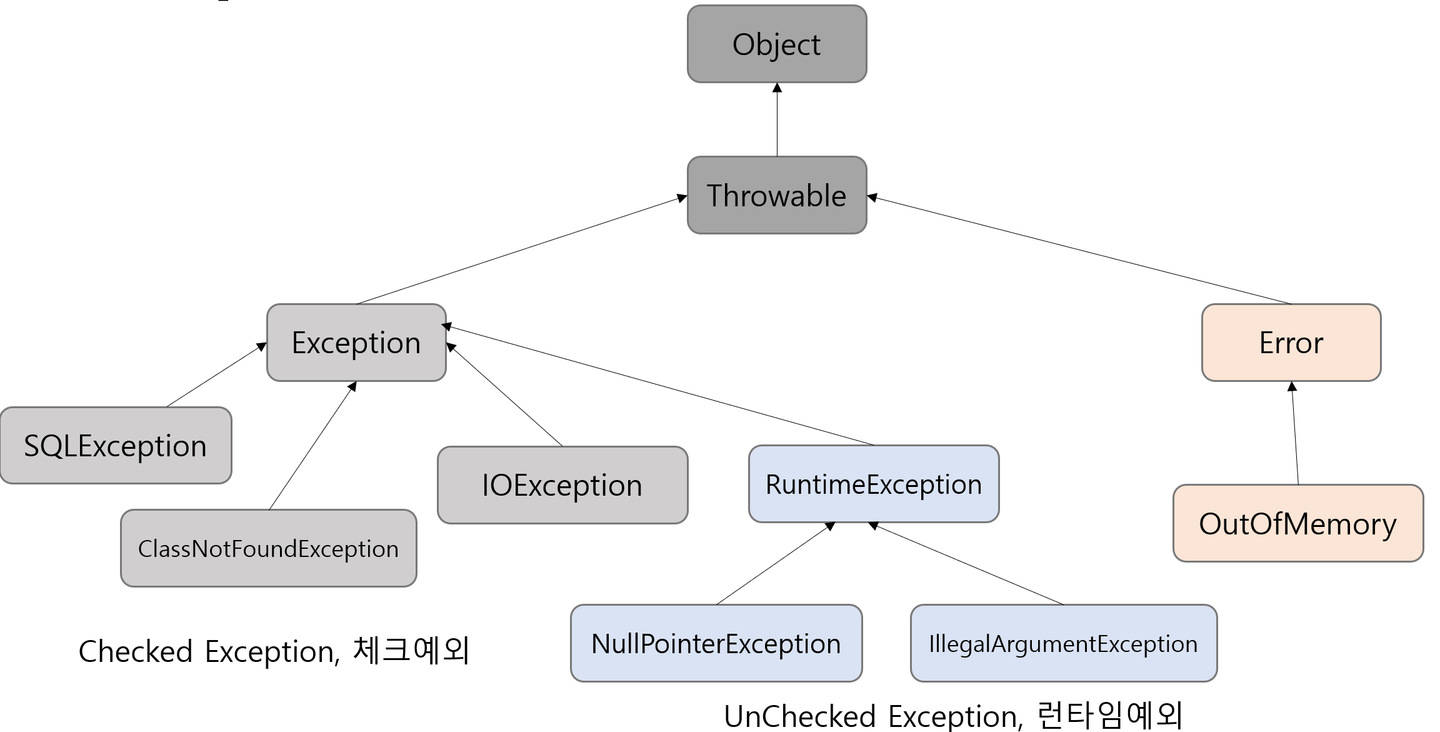 Object
Throwable
Exception
Error
SQLException
IOException
RuntimeException
OutOfMemory
ClassNotFoundException
NullPointerException
IllegalArgumentException
Checked Exception, 체크예외
UnChecked Exception, 런타임예외